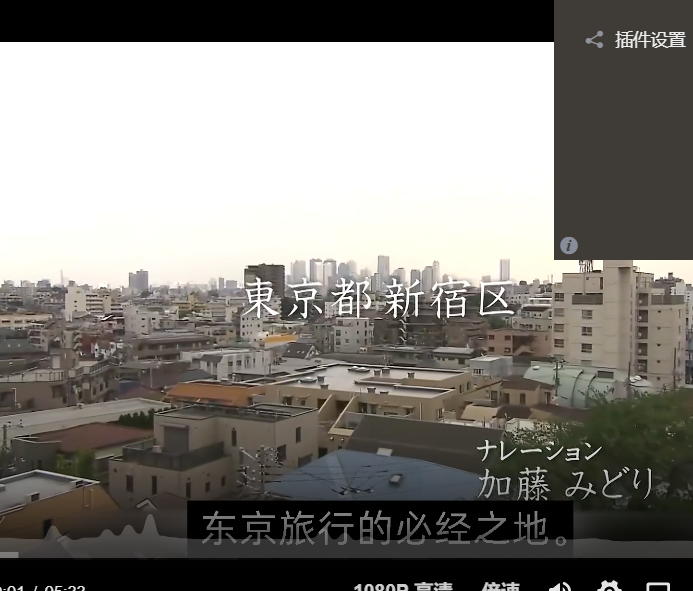 插件设置
東京都 新宿区
ナレーション
加藤 みどり
东京旅行的必经之地。
1080P 高清 倍速